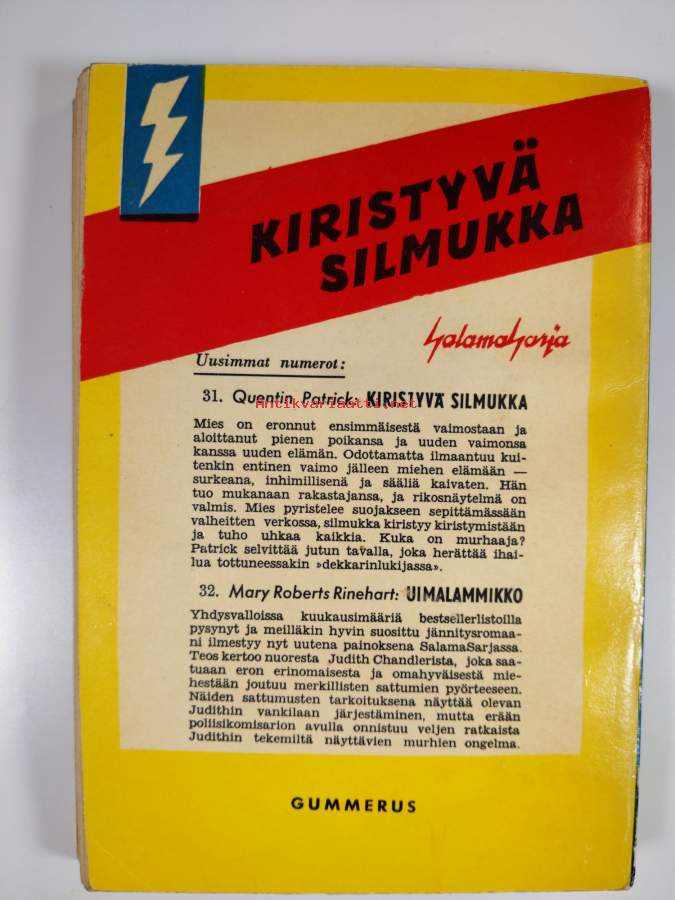 KIRISTYVÄ
SILMUKKA
SalamaSarja
Uusimmat numerot:
31. Quentin Patrick: KIRISTYVÄ SILMUKKA
Antikvariaatti.net
Mies on eronnut ensimmäisestä vaimostaan ja
aloittanut pienen poikansa ja uuden vaimonsa
kanssa uuden elämän. Odottamatta ilmaantuu kui-
tenkin entinen vaimo jälleen miehen elämään —
surkeana, inhimillisenä ja sääliä kaivaten. Hän
tuo mukanaan rakastajansa, ja rikosnäytelmä on
valmis. Mies pyristelee suojakseen sepittämässään
valheitten verkossa, silmukka kiristyy kiristymistään
ja tuho uhkaa kaikkia. Kuka on murhaaja?
Patrick selvittää jutun tavalla, joka herättää ihai-
lua tottuneessakin »dekkarinlukijassa».
32. Mary Roberts Rinehart: UIMALAMMIKKO
Yhdysvalloissa kuukausimääriä bestsellerlistoilla
pysynyt ja meilläkin hyvin suosittu jännitysromaa-
ni ilmestyy nyt uutena painoksena SalamaSarjassa.
Teos kertoo nuoresta Judith Chandlerista, joka saa-
tuaan eron erinomaisesta ja omahyväisestä mie-
hestään joutuu merkillisten sattumien pyörteeseen.
Näiden sattumusten tarkoituksena näyttää olevan
Judithin vankilaan järjestäminen, mutta erään
poliisikomisarion avulla onnistuu veljen ratkaista
Judithin tekemiltä näyttävien murhien ongelma.
GUMMERUS